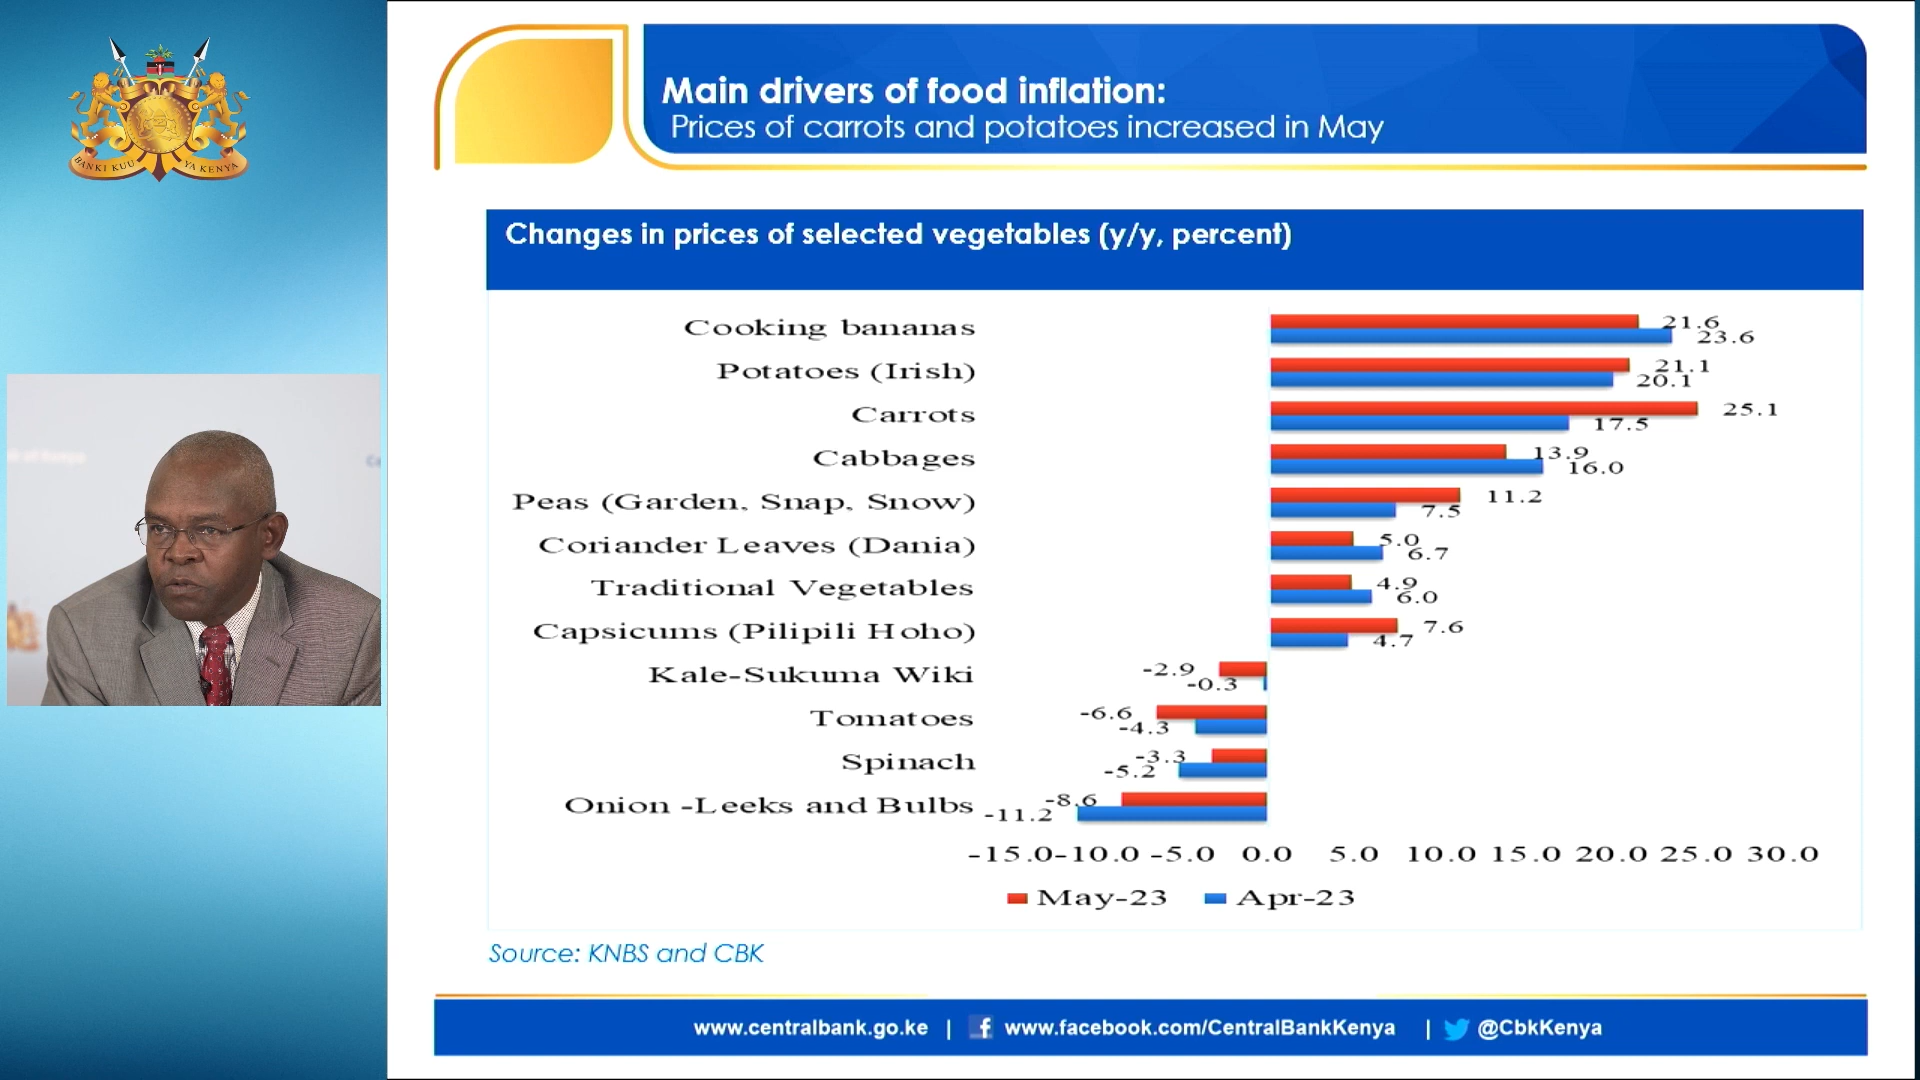 BANKI KUU YA KENYA
Main drivers of food inflation:
Prices of carrots and potatoes increased in May
Changes in prices of selected vegetables (y/y, percent)
Cooking bananas 21.6 23.6
Potatoes (Irish) 21.1 20.1
Carrots 25.1 17.5
Cabbages 13.9 16.0
Peas (Garden, Snap, Snow) 11.2 7.5
Coriander Leaves (Dania) 5.0 6.7
Traditional Vegetables 4.9 6.0
Capsicums (Pilipili Hoho) 7.6 4.7
Kale-Sukuma Wiki -2.9 -0.3
Tomatoes -6.6 -4.3
Spinach -3.3 -5.2
Onion -Leeks and Bulbs -8.6 -11.2
-15.0 -10.0 -5.0 0.0 5.0 10.0 15.0 20.0 25.0 30.0
May-23 Apr-23
Source: KNBS and CBK
www.centralbank.go.ke | f www.facebook.com/CentralBankKenya | @CbkKenya